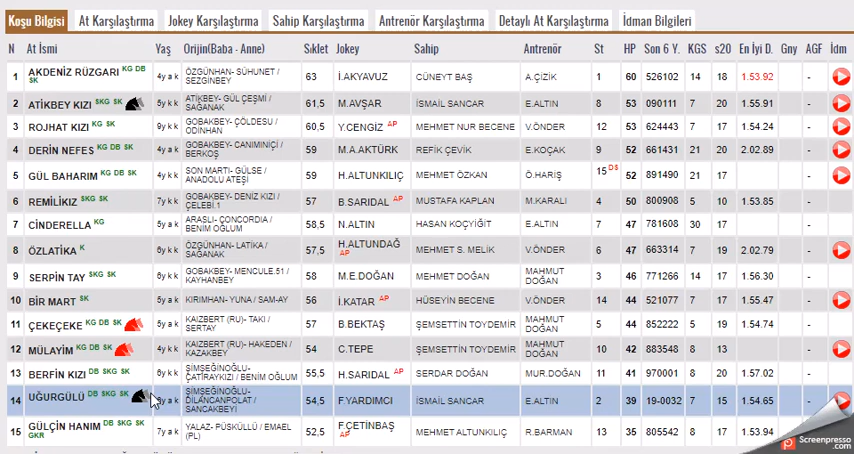 Koşu Bilgisi At Karşılaştırma Jokey Karşılaştırma Sahip Karşılaştırma Antrenör Karşılaştırma Detaylı At Karşılaştırma İdman Bilgileri
N At İsmi Yaş Orijin(Baba - Anne) Sıklet Jokey Sahip Antrenör St HP Son 6 Y. KGS s20 En İyi D. Gny AGF İdm
1 AKDENİZ RÜZGARI KG DB SK 4y a k ÖZGÜNHAN- SÜHUNET / SEZGİNBEY 63 İ.AKYAVUZ CÜNEYT BAŞ A.ÇİZİK 1 60 526102 14 18 1.53.92 -
2 ATİKBEY KIZI SKG SK 5y k k ATİKBEY- GÜL ÇEŞMİ / SAĞANAK 61,5 M.AVŞAR İSMAİL SANCAR E.ALTIN 8 53 090111 7 20 1.55.91 -
3 ROJHAT KIZI KG SK 9y k k GOBAKBEY- ÇÖLDESU / ODİNHAN 60,5 Y.CENGİZ AP MEHMET NUR BECENE V.ÖNDER 12 53 624443 7 17 1.54.24 -
4 DERİN NEFES KG DB SK 4y k k GOBAKBEY- CANIMINIÇI / BERKOŞ 59 M.A.AKTÜRK REFİK ÇEVİK E.KOÇAK 9 52 661431 21 20 2.02.89 -
5 GÜL BAHARIM KG DB SK 4y k k SON MARTI- GÜLSE / ANADOLU ATEŞİ 59 H.ALTUNKILIÇ MEHMET ÖZKAN Ö.HARIŞ 15 DS 52 891490 21 17 -
6 REMİLİKIZ SKG SK 7y k k GOBAKBEY- DENİZ KIZI / ÇELEBİ.1 57 B.SARIDAL AP MUSTAFA KAPLAN M.KARALI 4 50 800908 5 10 1.53.85 -
7 CİNDERELLA KG 5y a k ARASLI- ÇONCORDIA / BENİM OĞLUM 58,5 N.ALTIN HASAN KOÇYİĞİT E.ALTIN 7 47 781608 30 17 -
8 ÖZLATİKA K 6y k k ÖZGÜNHAN- LATİKA / SAĞANAK 57,5 H.ALTUNDAĞ AP MEHMET S. MELİK V.ÖNDER 6 47 663314 7 19 2.02.79 -
9 SERPİN TAY SKG SK 6y k k GOBAKBEY- MENCULE.51 / KAYHANBEY 58 M.E.DOĞAN MEHMET DOĞAN MAHMUT DOĞAN 3 46 771266 14 17 1.56.30 -
10 BİR MART SK 5y a k KIRIMHAN- YUNA / SAM-AY 56 İ.KATAR AP HÜSEYİN BECENE V.ÖNDER 14 44 521077 7 17 1.55.47 -
11 ÇEKEÇEKE KG DB SK 5y a k KAIZBERT (RU)- TAKI / SERTAY 57 B.BEKTAŞ ŞEMSETTİN TOYDEMİR MAHMUT DOĞAN 5 44 852222 5 19 1.54.74 -
12 MÜLAYİM KG DB SK 4y k k KAIZBERT (RU)- HAKEDEN / KAZAKBEY 54 C.TEPE ŞEMSETTİN TOYDEMİR MAHMUT DOĞAN 10 42 883548 8 13 -
13 BERFİN KIZI DB SKG SK 6y k k ŞİMŞEĞİNOĞLU- ÇATIRAYKIZI / BENİM OĞLUM 55,5 H.SARIDAL AP SERDAR DOĞAN MUR.DOĞAN 11 41 970001 8 20 1.57.02 -
14 UĞURGÜLÜ DB SKG SK y a k ŞİMŞEĞİNOĞLU- DİLANCANPOLAT / SANCAKBEYİ 54,5 F.YARDIMCI İSMAİL SANCAR E.ALTIN 2 39 19-0032 7 15 1.54.65 -
15 GÜLÇİN HANIM DB SKG SK GKR 7y a k YALAZ- PÜSKÜLLÜ / EMAEL (PL) 52,5 F.ÇETİNBAŞ AP MEHMET ALTUNKILIÇ R.BARMAN 13 35 805542 8 17 1.53.94
Screenpresso
.com